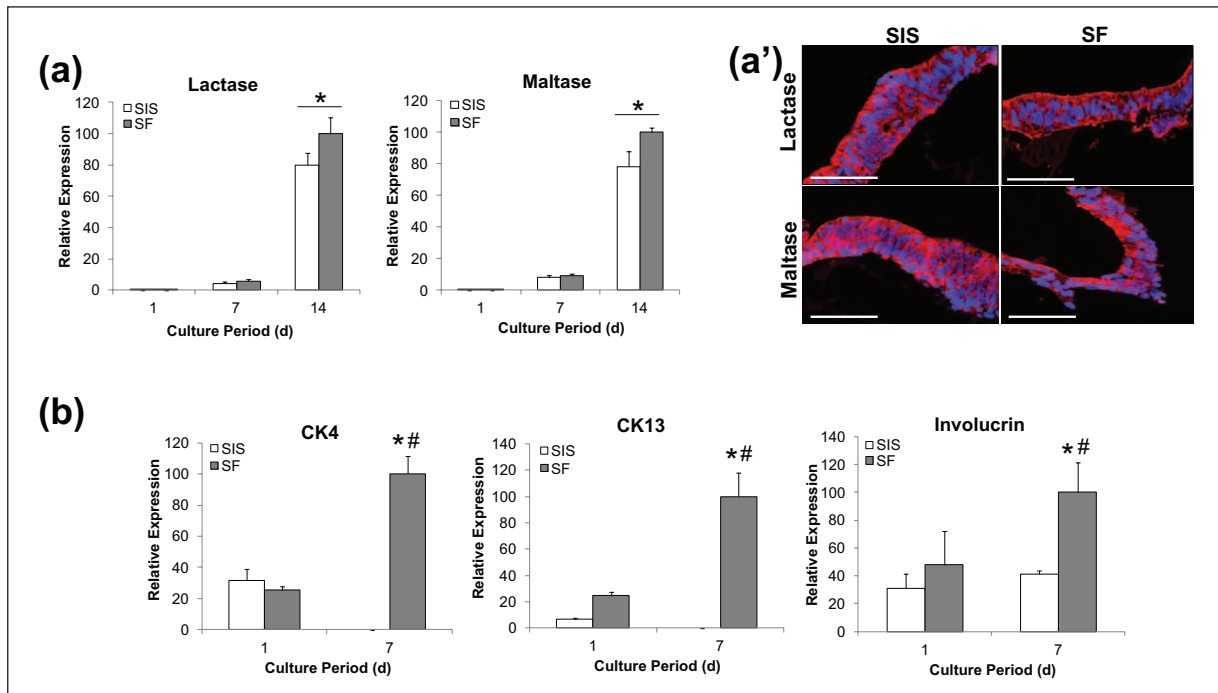 (a)
Lactase
SIS
SF
120
100
80
60
40
20
0
Relative Expression
*
1 7 14
Culture Period (d)
Maltase
SIS
SF
120
100
80
60
40
20
0
Relative Expression
*
1 7 14
Culture Period (d)
(a')
SIS SF
Lactase
Maltase
(b)
CK4
SIS
SF
120
100
80
60
40
20
0
Relative Expression
*#
1 7
Culture Period (d)
CK13
SIS
SF
140
120
100
80
60
40
20
0
Relative Expression
*#
1 7
Culture Period (d)
Involucrin
SIS
SF
140
120
100
80
60
40
20
0
Relative Expression
*#
1 7
Culture Period (d)